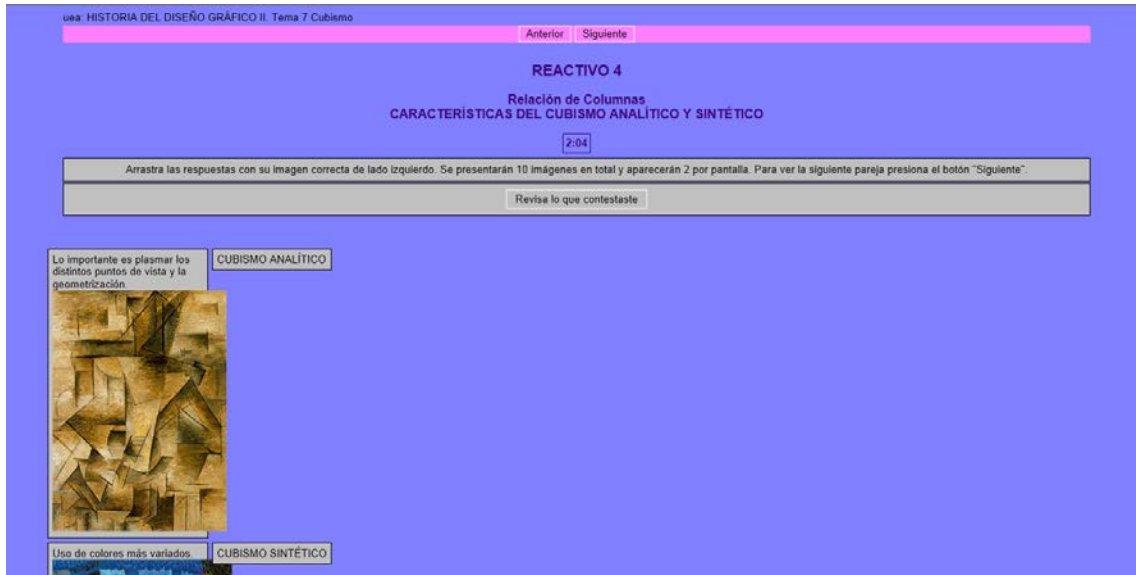 uea: HISTORIA DEL DISEÑO GRÁFICO II. Tema 7 Cubismo
Anterior Siguiente
REACTIVO 4
Relación de Columnas
CARACTERÍSTICAS DEL CUBISMO ANALÍTICO Y SINTÉTICO
2:04
Arrastra las respuestas con su imagen correcta de lado izquierdo. Se presentarán 10 imágenes en total y aparecerán 2 por pantalla. Para ver la siguiente pareja presiona el botón "Siguiente".
Revisa lo que contestaste
Lo importante es plasmar los
distintos puntos de vista y la
geometrización.
CUBISMO ANALÍTICO
Uso de colores más variados.
CUBISMO SINTÉTICO